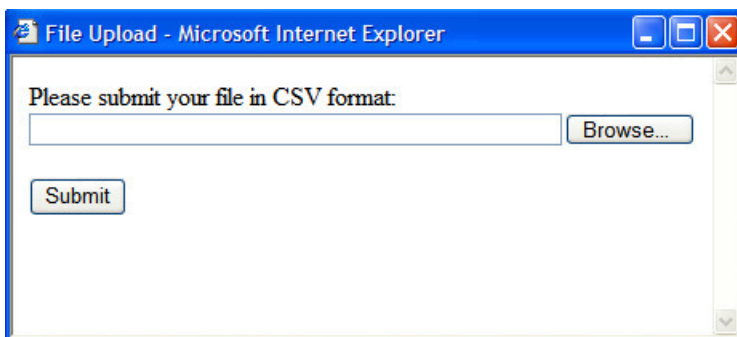 File Upload - Microsoft Internet Explorer
Please submit your file in CSV format:
Browse...
Submit